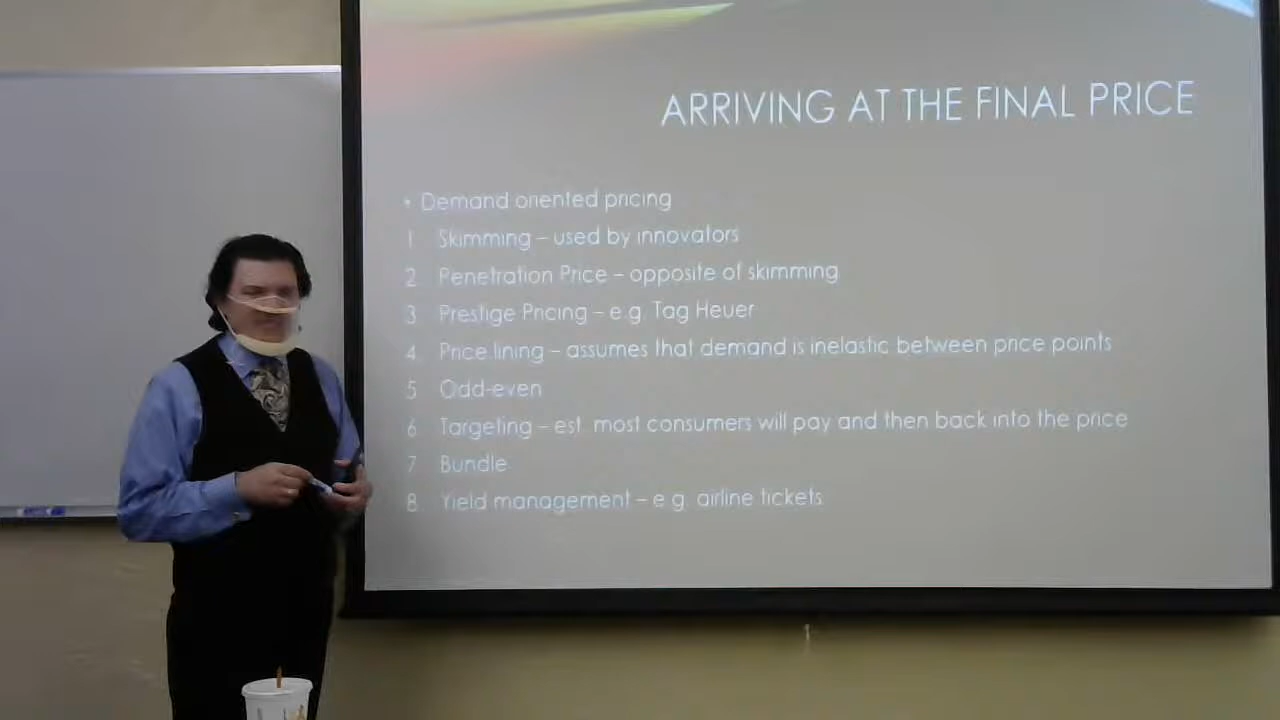 ARRIVING AT THE FINAL PRICE
• Demand oriented pricing
1 Skimming – used by innovators
2 Penetration Price – opposite of skimming
3 Prestige Pricing – e.g. Tag Heuer
4 Price lining – assumes that demand is inelastic between price points
5 Odd-even
6 Targeting – est. most consumers will pay and then back into the price
7 Bundle
8 Yield management – e.g. airline tickets